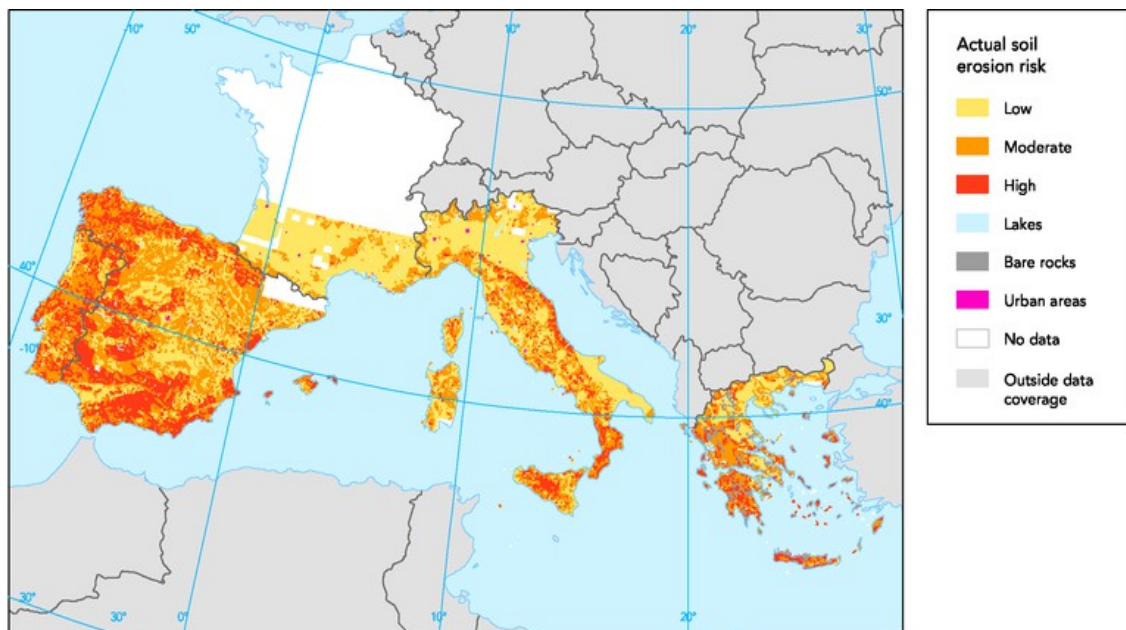 -10°
50°
0°
10°
20°
30°
50°
40°
-10°
30°
40°
30°
30°
0°
10°
20°
Actual soil
erosion risk
Low
Moderate
High
Lakes
Bare rocks
Urban areas
No data
Outside data
coverage